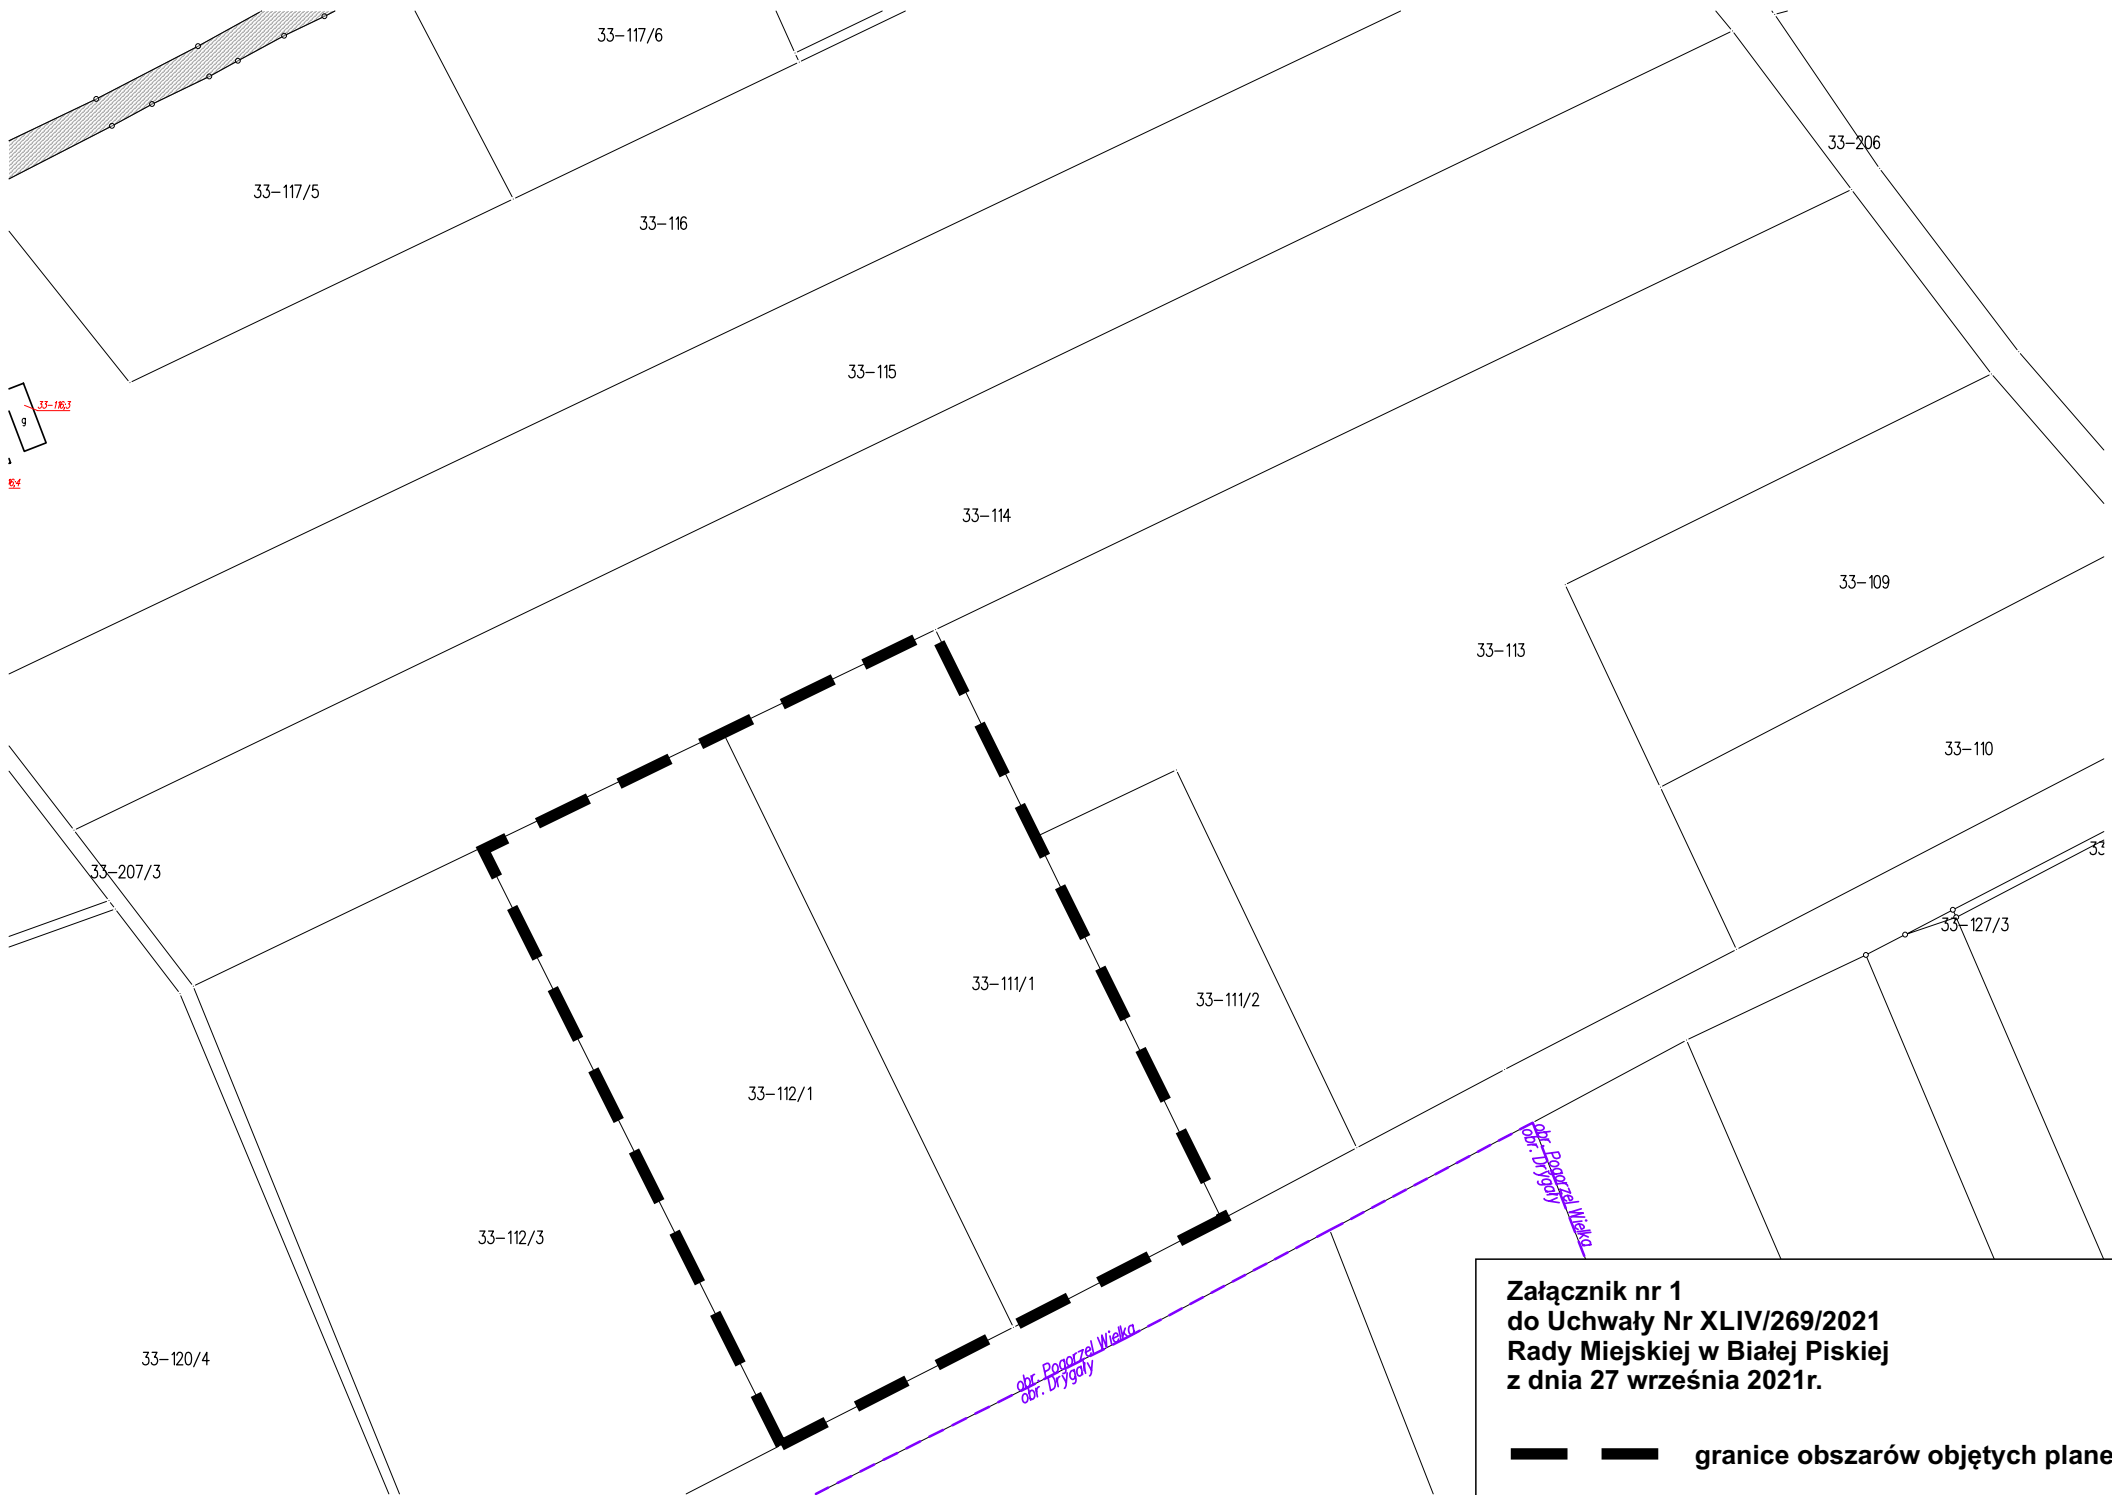 33-117/6
33-206
33-117/5
33-116
33-115
33-116;3
g
33-114
33-109
33-113
33-110
33-207/3
33-127/3
33-111/1
33-111/2
33-112/1
obr. Pogorzel Wielka
obr. Drygały
33-112/3
obr. Pogorzel Wielka
obr. Drygały
33-120/4
Załącznik nr 1
do Uchwały Nr XLIV/269/2021
Rady Miejskiej w Białej Piskiej
z dnia 27 września 2021r.
granice obszarów objętych plane